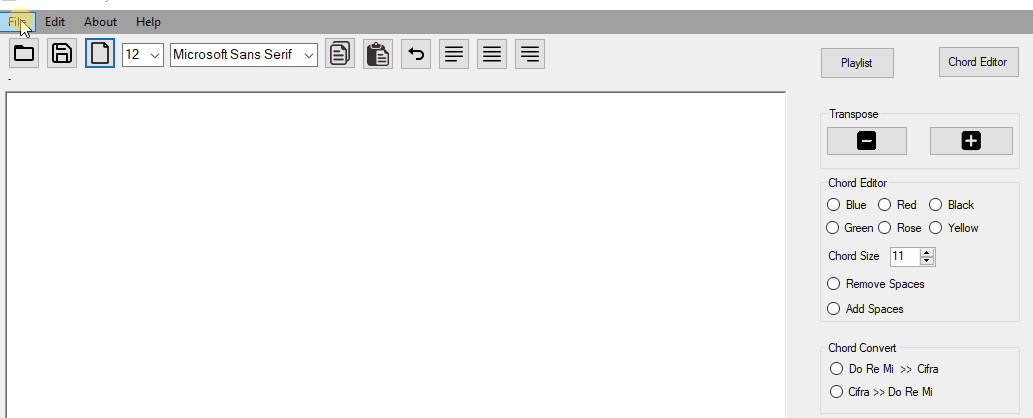 File Edit About Help
12 Microsoft Sans Serif
Playlist Chord Editor
-
Transpose
Chord Editor
Blue Red Black
Green Rose Yellow
Chord Size 11
Remove Spaces
Add Spaces
Chord Convert
Do Re Mi >> Cifra
Cifra >> Do Re Mi